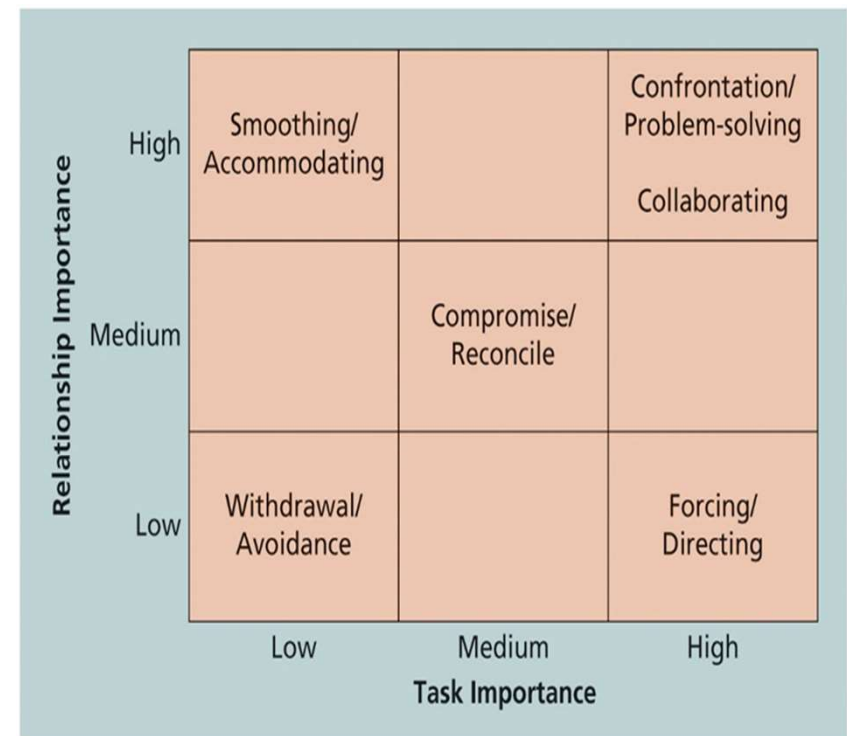 Relationship Importance
High
Smoothing/
Accommodating
Confrontation/
Problem-solving
Collaborating
Medium
Compromise/
Reconcile
Low
Withdrawal/
Avoidance
Forcing/
Directing
Low
Medium
High
Task Importance